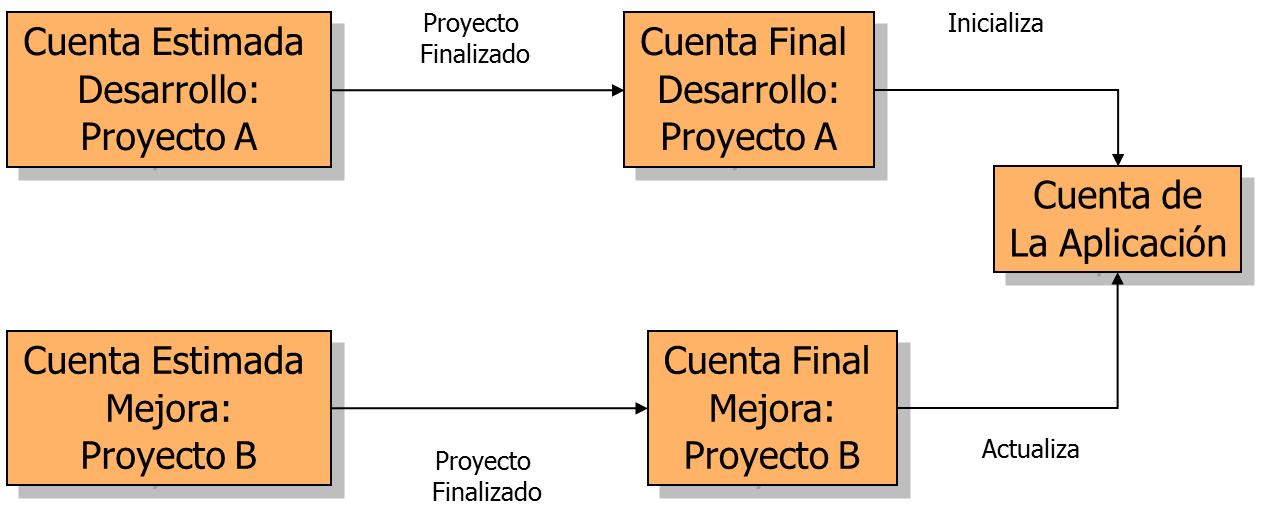 Cuenta Estimada
Desarrollo:
Proyecto A
Proyecto
Finalizado
Cuenta Final
Desarrollo:
Proyecto A
Inicializa
Cuenta de
La Aplicación
Cuenta Estimada
Mejora:
Proyecto B
Proyecto
Finalizado
Cuenta Final
Mejora:
Proyecto B
Actualiza